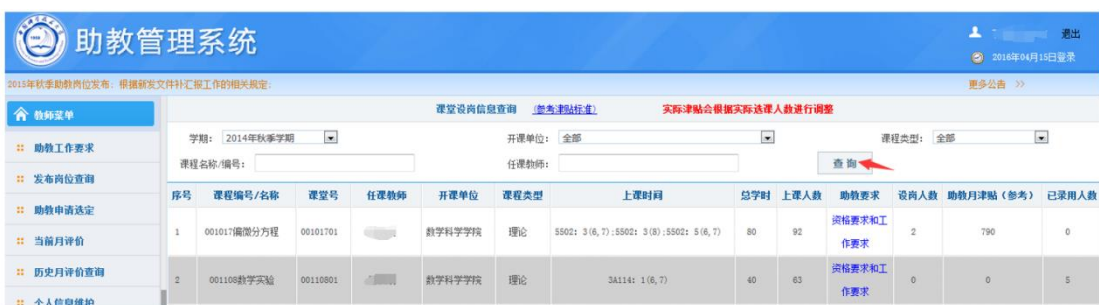 助教管理系统
退出
2016年04月15日登录
2015年秋季助教岗位发布: 根据颁发文件补汇报工作的相关规定:
更多公告 >>
教师菜单
助教工作要求
发布岗位查询
助教申请选定
当前月评价
历史月评价查询
个人信息维护
课堂设岗信息查询 (参考津贴标准) 实际津贴会根据实际选课人数进行调整
学期: 2014年秋季学期 开课单位: 全部 课程类型: 全部
课程名称/编号: 任课教师: 查询
序号 课程编号/名称 课堂号 任课教师 开课单位 课程类型 上课时间 总学时 上课人数 助教要求 设岗人数 助教月津贴(参考) 已录用人数
1 001017偏微分方程 00101701 数学科学学院 理论 5502: 3(6,7);5502: 3(8);5502: 5(6,7) 80 92 资格要求和工作要求 2 790 0
2 001108数学实验 00110801 数学科学学院 理论 3A114: 1(6,7) 40 63 资格要求和工作要求 0 0 5